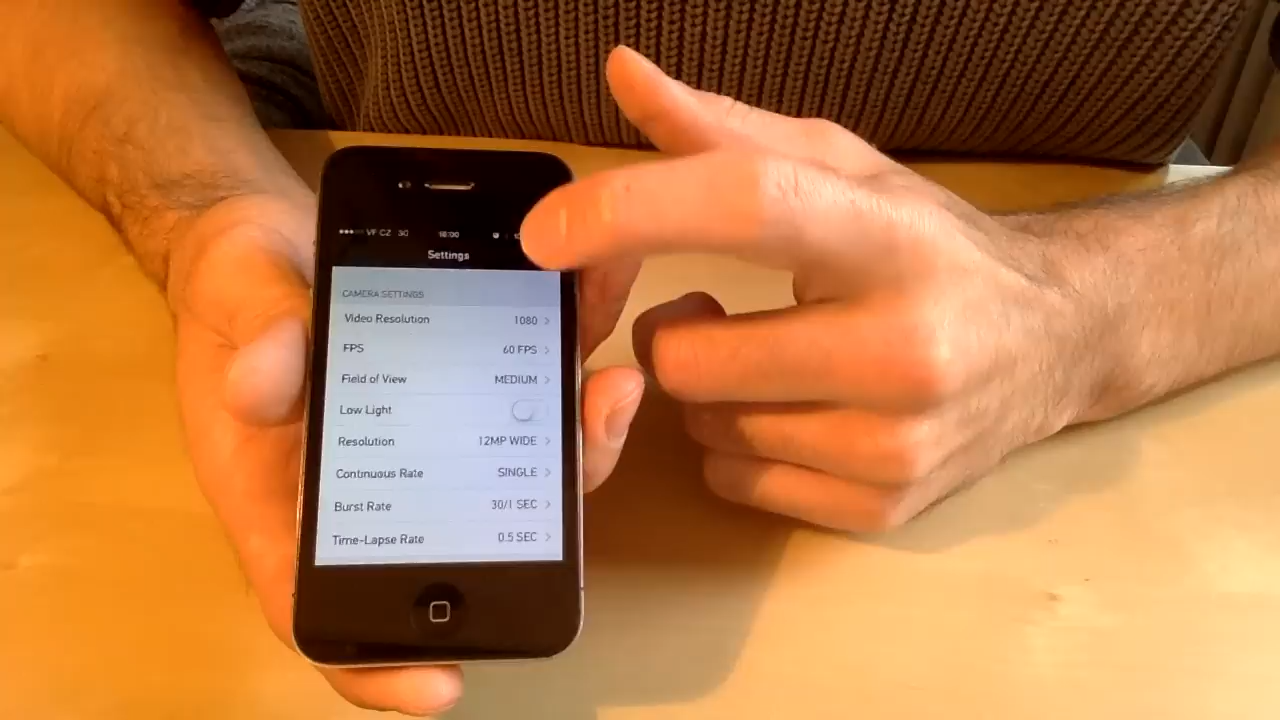 VF CZ 3G 18:00
Settings
CAMERA SETTINGS
Video Resolution 1080
FPS 60 FPS
Field of View MEDIUM
Low Light
Resolution 12MP WIDE
Continuous Rate SINGLE
Burst Rate 30/1 SEC
Time-Lapse Rate 0.5 SEC